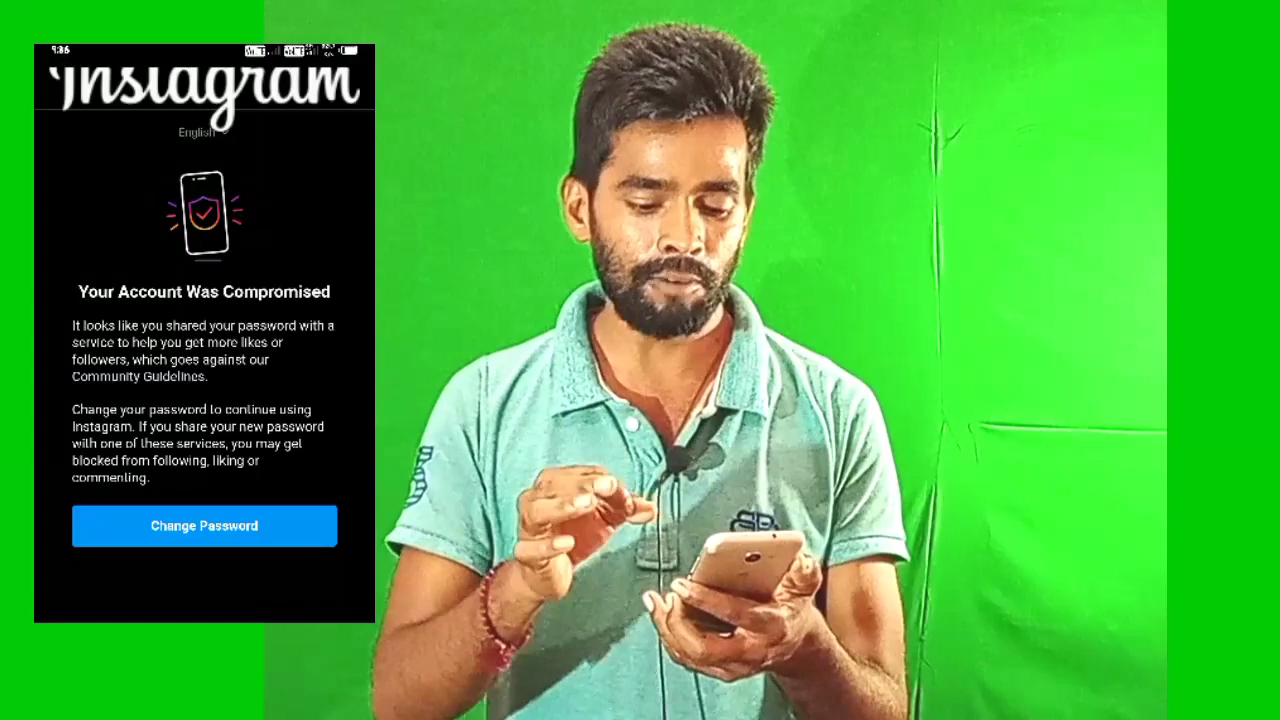 9:36
Instagram
English
Your Account Was Compromised
It looks like you shared your password with a
service to help you get more likes or
followers, which goes against our
Community Guidelines.
Change your password to continue using
Instagram. If you share your new password
with one of these services, you may get
blocked from following, liking or
commenting.
Change Password